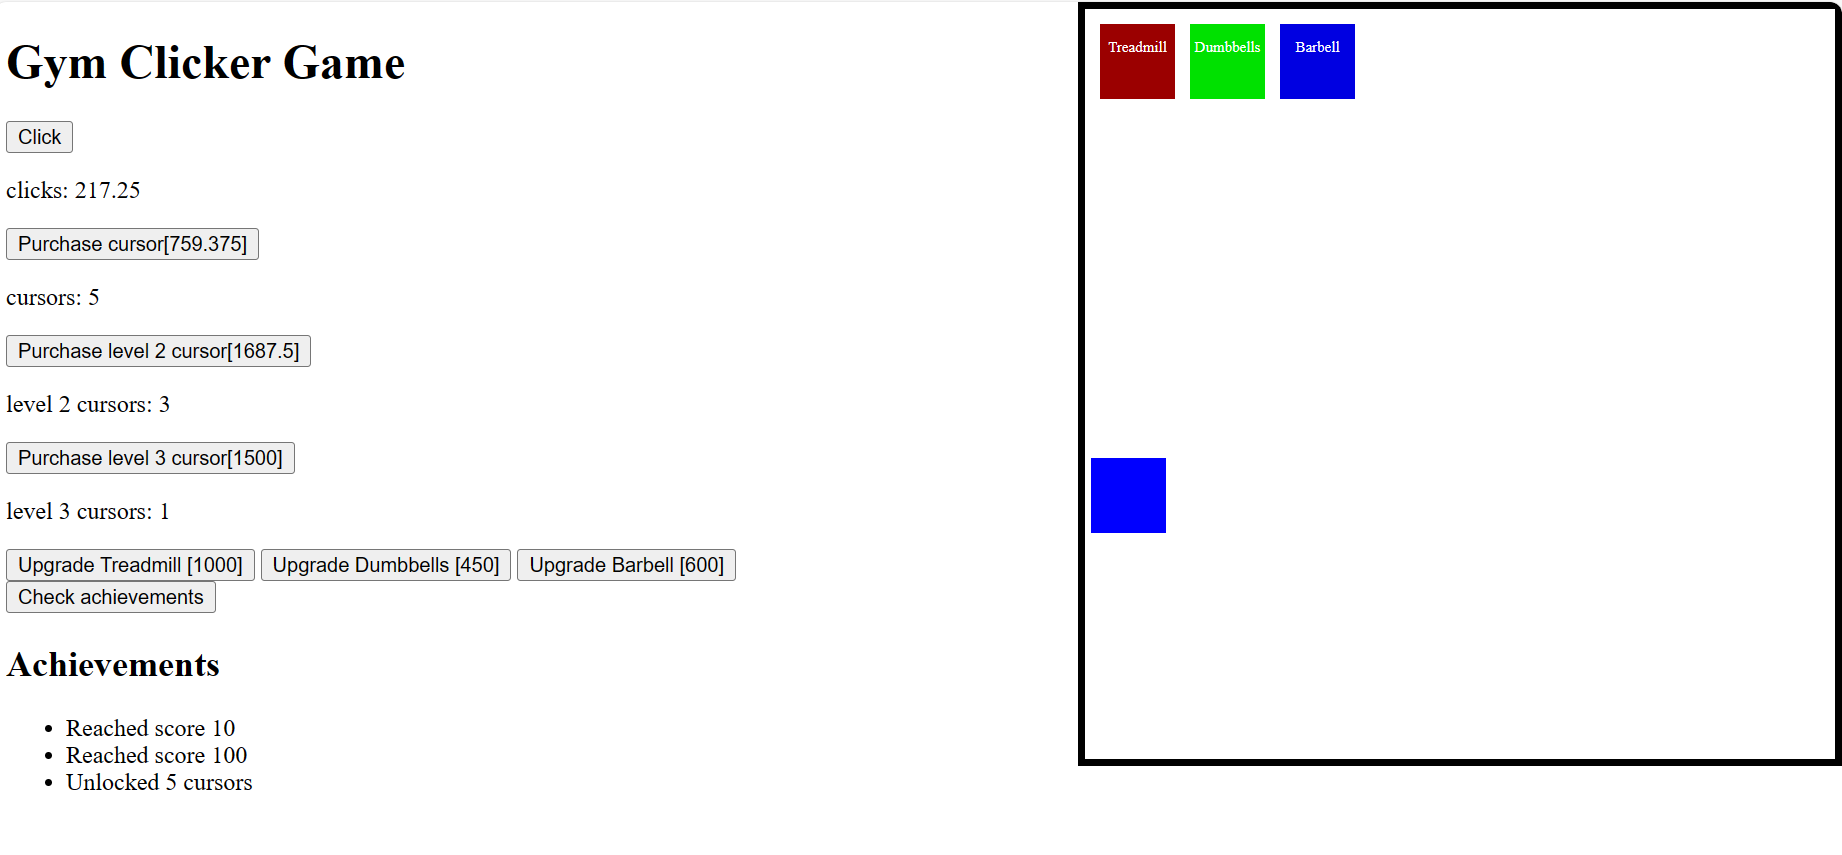 Gym Clicker Game
Click
clicks: 217.25
Purchase cursor[759.375]
cursors: 5
Purchase level 2 cursor[1687.5]
level 2 cursors: 3
Purchase level 3 cursor[1500]
level 3 cursors: 1
Upgrade Treadmill [1000] Upgrade Dumbbells [450] Upgrade Barbell [600]
Check achievements
Achievements
Reached score 10
Reached score 100
Unlocked 5 cursors
Treadmill Dumbbells Barbell